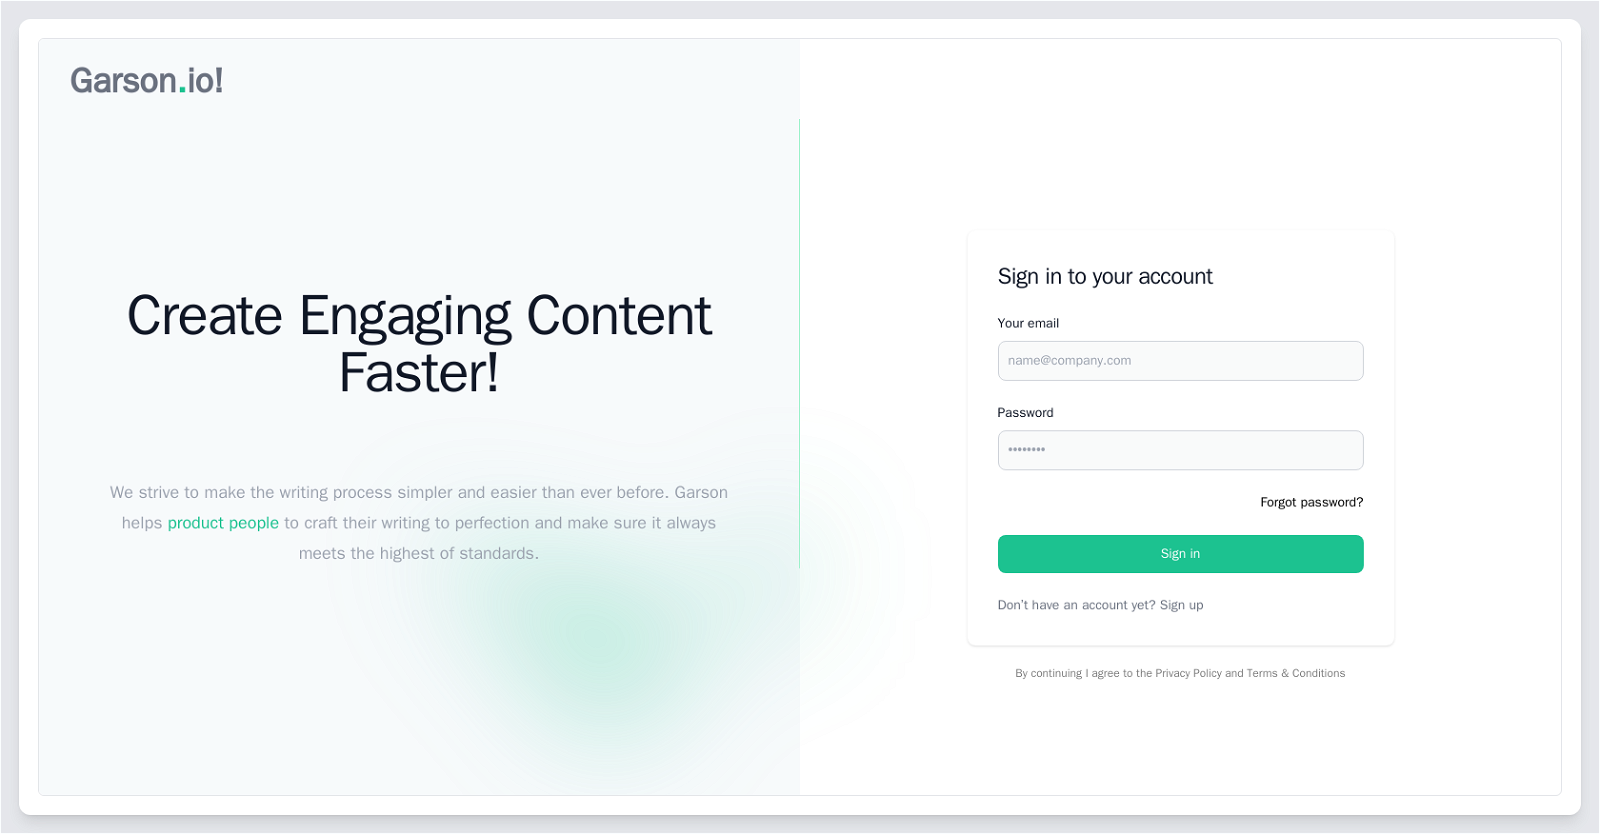 Garson.io!
Create Engaging Content
Faster!
We strive to make the writing process simpler and easier than ever before. Garson
helps product people to craft their writing to perfection and make sure it always
meets the highest of standards.
Sign in to your account
Your email
name@company.com
Password
••••••••
Forgot password?
Sign in
Don't have an account yet? Sign up
By continuing I agree to the Privacy Policy and Terms & Conditions